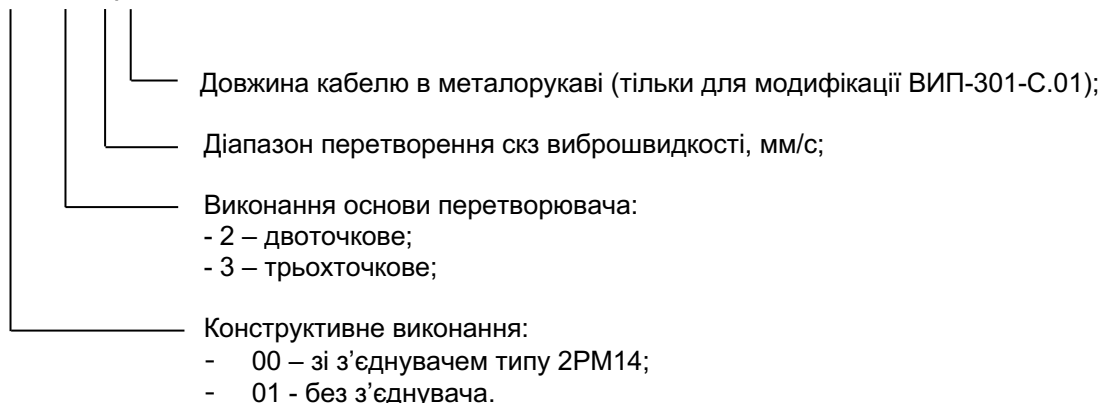 Довжина кабелю в металорукаві (тільки для модифікації ВИП-301-С.01);
Діапазон перетворення скз виброшвидкості, мм/с;
Виконання основи перетворювача:
- 2 – двоточкове;
- 3 – трьохточкове;
Конструктивне виконання:
- 00 – зі з’єднувачем типу 2РМ14;
- 01 - без з’єднувача.